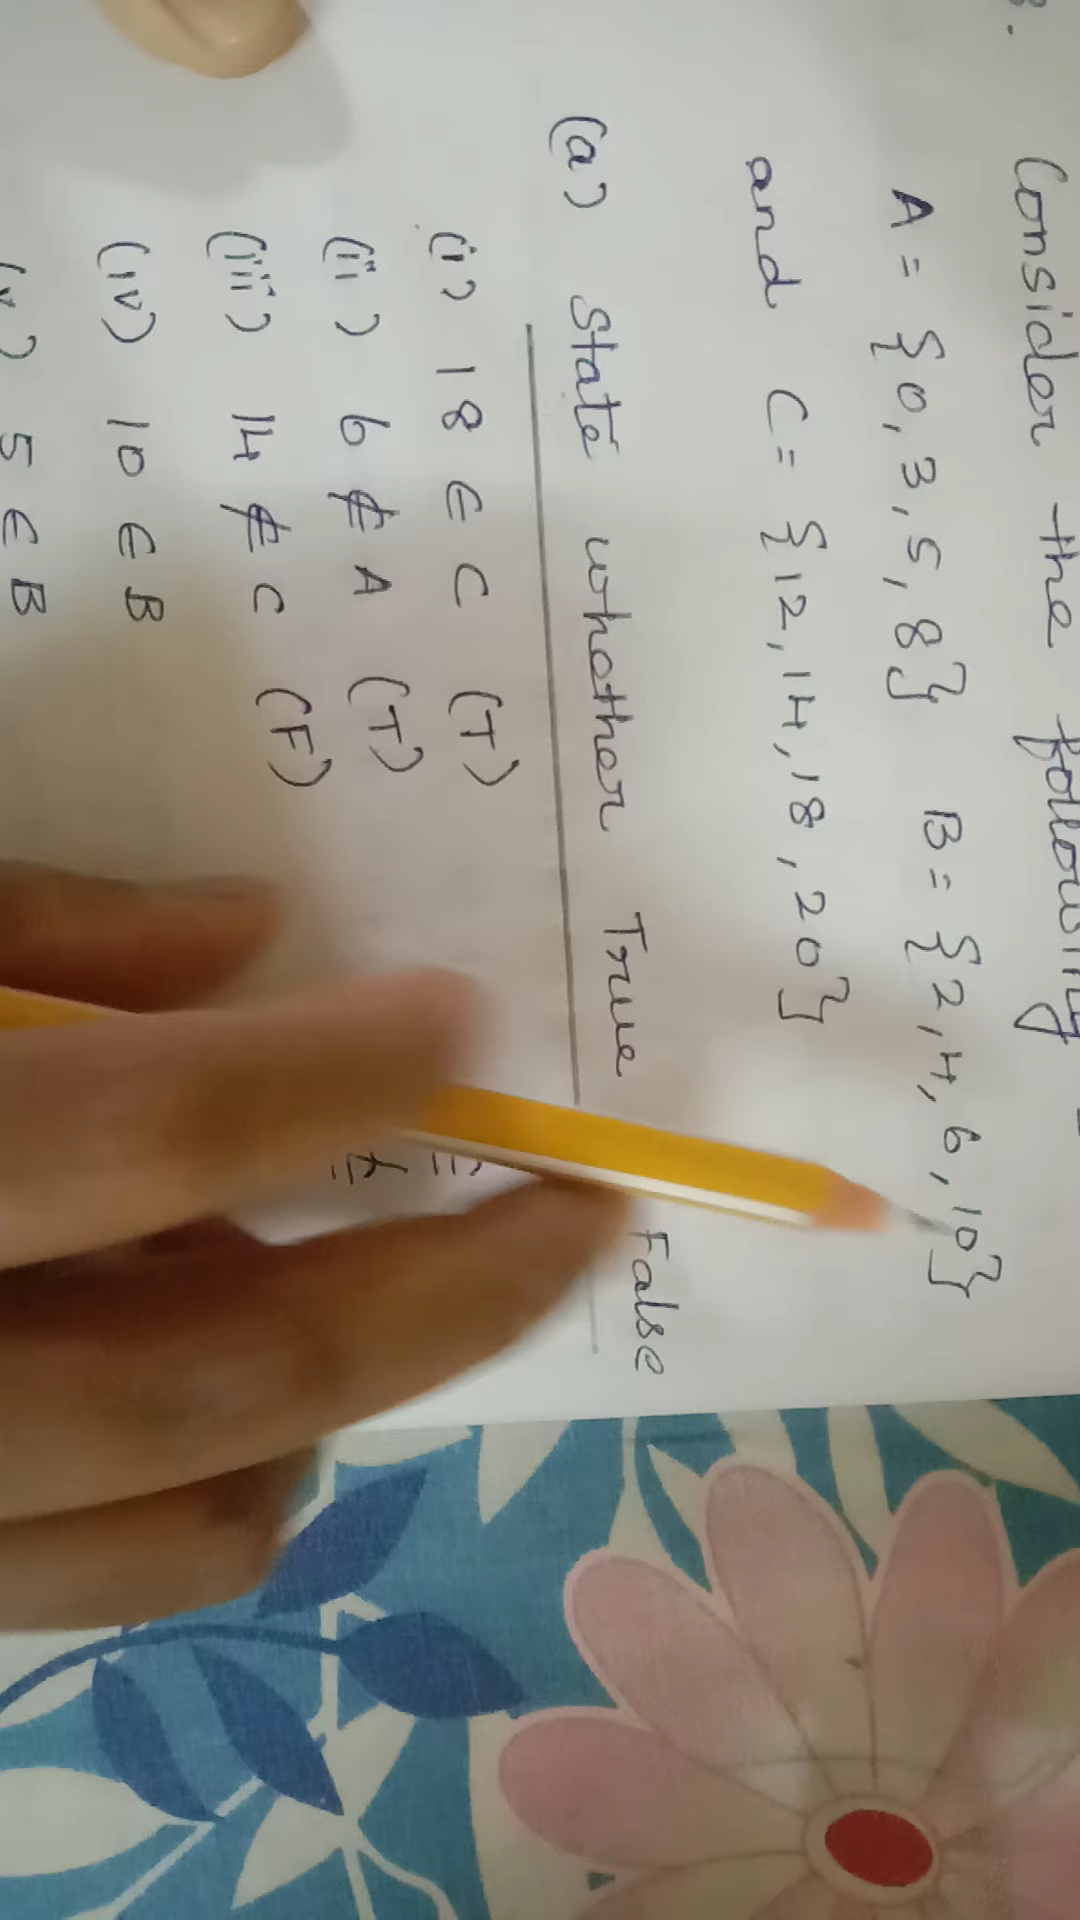 Consider the following
A = {0, 3, 5, 8} B = {2, 4, 6, 10}
and C = {12, 14, 18, 20}
(a) State whether True False
(i) 18 ∈ C (T)
(ii) 6 ∉ A (T)
(iii) 14 ∉ C (F)
(iv) 10 ∈ B
(v) 5 ∈ B